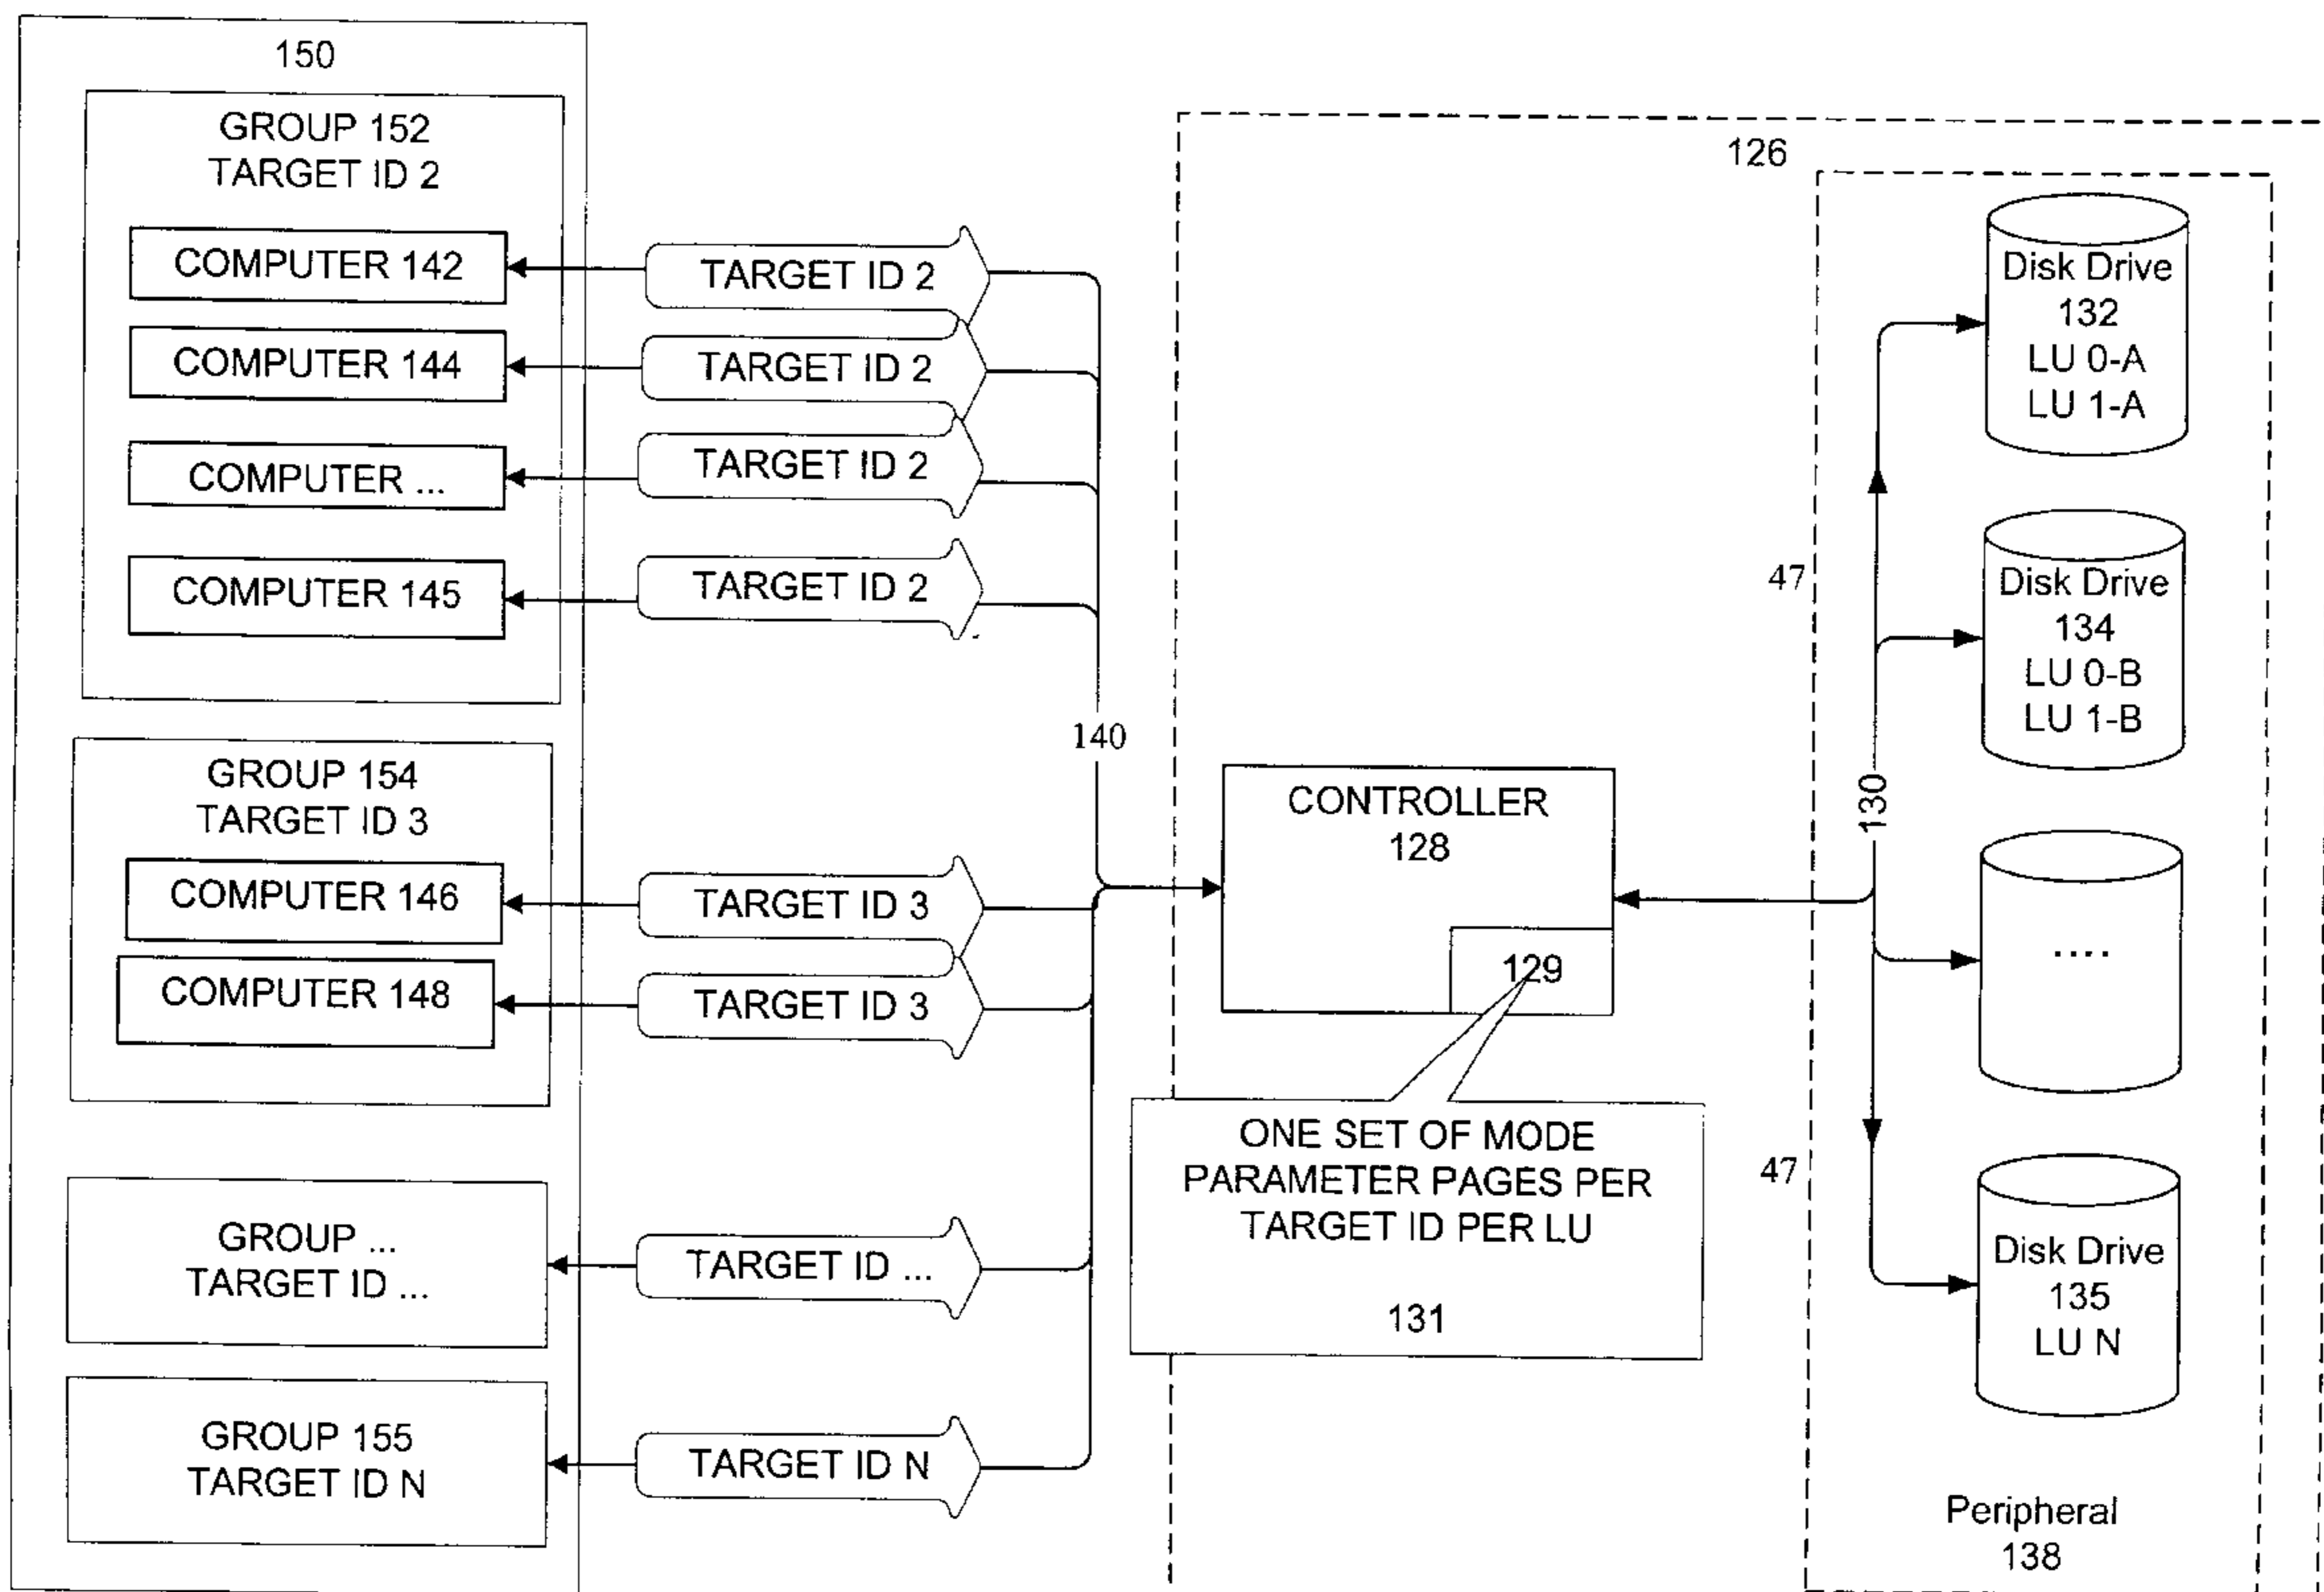 150
GROUP 152
TARGET ID 2
COMPUTER 142
COMPUTER 144
COMPUTER ...
COMPUTER 145
GROUP 154
TARGET ID 3
COMPUTER 146
COMPUTER 148
GROUP ...
TARGET ID ...
GROUP 155
TARGET ID N
TARGET ID 2
TARGET ID 2
TARGET ID 2
TARGET ID 2
TARGET ID 3
TARGET ID 3
TARGET ID ...
TARGET ID N
140
126
CONTROLLER
128
129
ONE SET OF MODE
PARAMETER PAGES PER
TARGET ID PER LU
131
47
47
130
Disk Drive
132
LU 0-A
LU 1-A
Disk Drive
134
LU 0-B
LU 1-B
....
Disk Drive
135
LU N
Peripheral
138